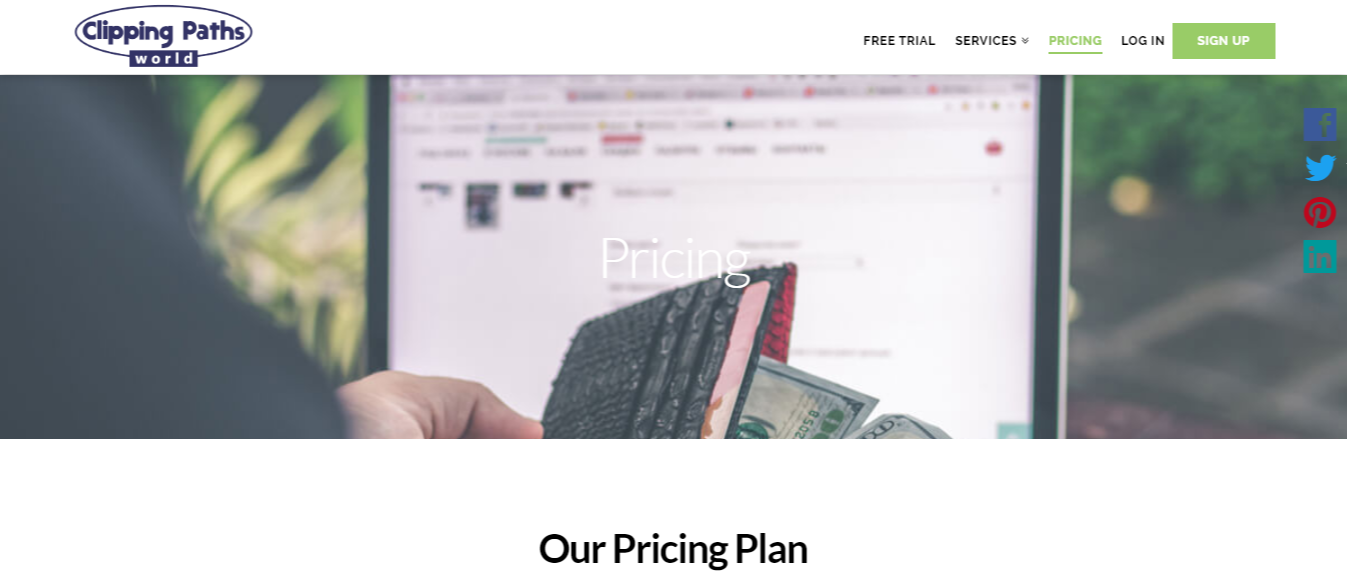 Clipping Paths
world
FREE TRIAL
SERVICES
PRICING
LOG IN
SIGN UP
Pricing
Our Pricing Plan